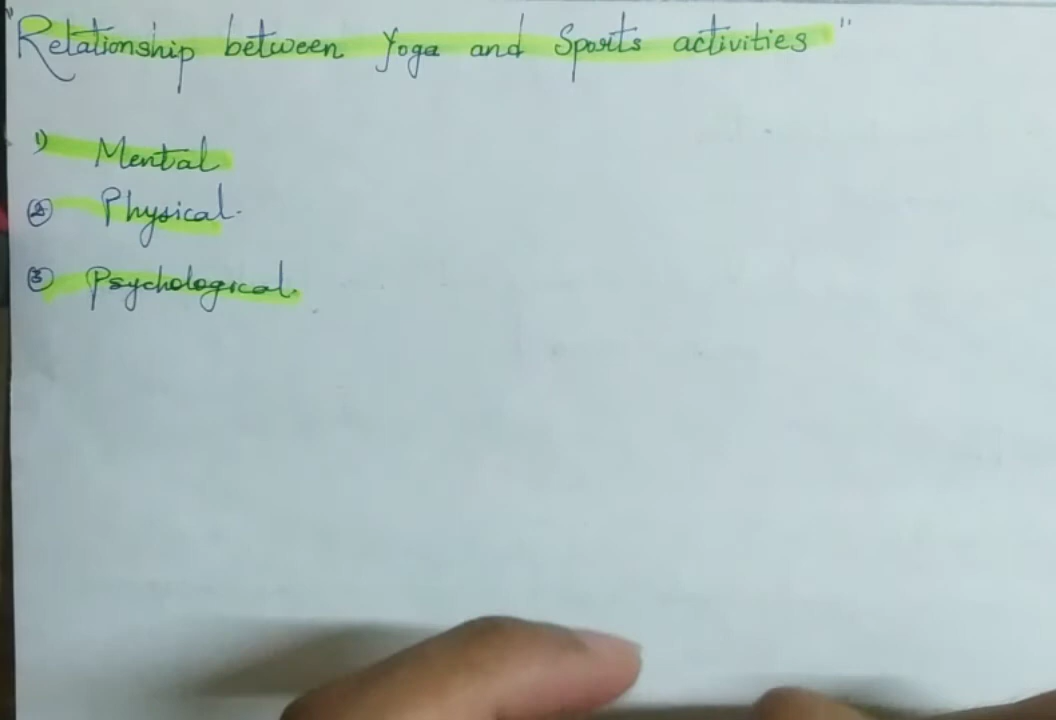 "Relationship between Yoga and Sports activities"
1) Mental
② Physical.
③ Psychological.